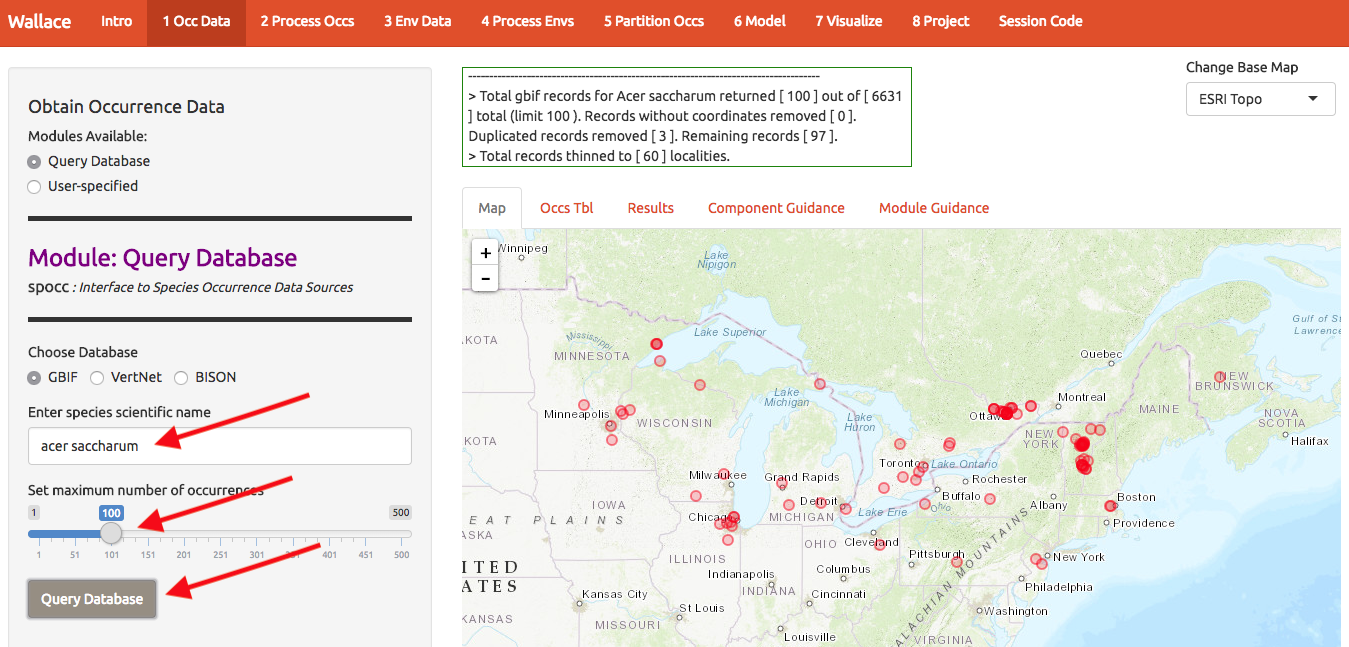 Wallace Intro 1 Occ Data 2 Process Occs 3 Env Data 4 Process Envs 5 Partition Occs 6 Model 7 Visualize 8 Project Session Code
Obtain Occurrence Data
Modules Available:
Query Database
User-specified
Module: Query Database
spocc : Interface to Species Occurrence Data Sources
Choose Database
GBIF VertNet BISON
Enter species scientific name
acer saccharum
Set maximum number of occurrences
1 100 500
1 51 101 151 201 251 301 401 451 500
Query Database
--------------------------------------------------------------------------------------
> Total gbif records for Acer saccharum returned [ 100 ] out of [ 6631
] total (limit 100 ). Records without coordinates removed [ 0 ].
Duplicated records removed [ 3 ]. Remaining records [ 97 ].
> Total records thinned to [ 60 ] localities.
Change Base Map
ESRI Topo
Map Occs Tbl Results Component Guidance Module Guidance
+
−
Winnipeg
Lake
Nipigon
Gulf of St
Lawrence
KOTA
Mississippi
Lake Superior
MINNESOTA
Quebec
NEW
BRUNSWICK
Lake
Michigan
Montreal
MAINE
Minneapolis
WISCONSIN
Lake
Huron
Ottawa
NOVA
SCOTIA
KOTA
NEW
YORK
Halifax
Toronto
Lake Ontario
Milwaukee
Grand Rapids
Rochester
Buffalo
Boston
IOWA
Detroit
Albany
Ohio
Chicago
MICHIGAN
Lake Erie
Providence
EAT PLAINS
ASKA
OHIO
Cleveland
ILLINOIS
Pittsburgh
New York
ITED
Indianapolis
Columbus
ATES
INDIANA
Philadelphia
Kansas City
Cincinnati
St Louis
Washington
KANSAS
MISSOURI
Louisville
ALACHIAN MOUNTAINS
VIRGINIA